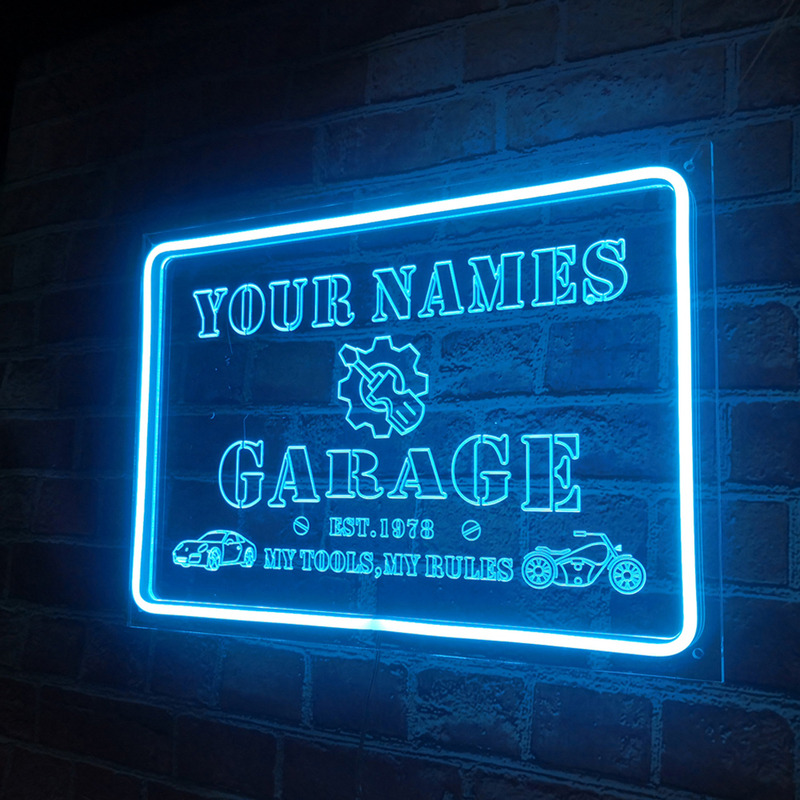 YOUR NAMES
GARAGE
EST.1978
MY TOOLS,MY RULES